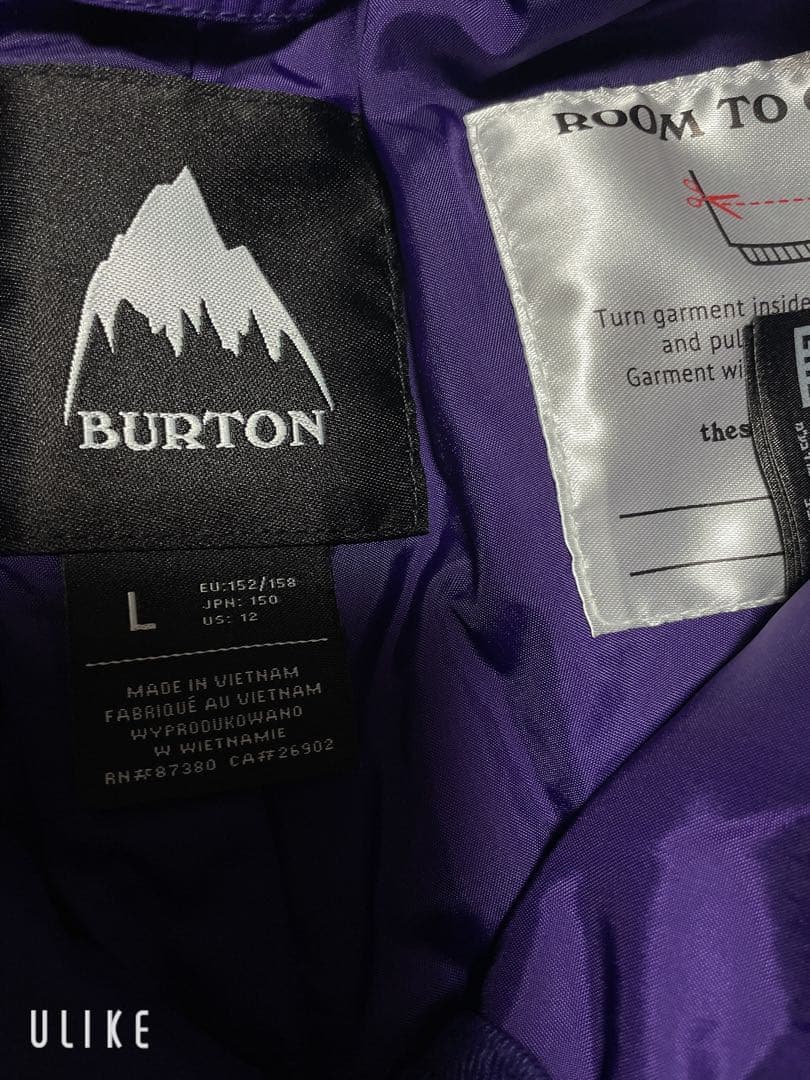 BURTON
L
EU:152/158
JPN: 150
US: 12
MADE IN VIETNAM
FABRIQUÉ AU VIETNAM
WYPRODUKOWANO
W WIETNAMIE
RN#87380 CA#26902
ROOM TO
Turn garment inside
and pul
Garment wi
thes
ULIKE